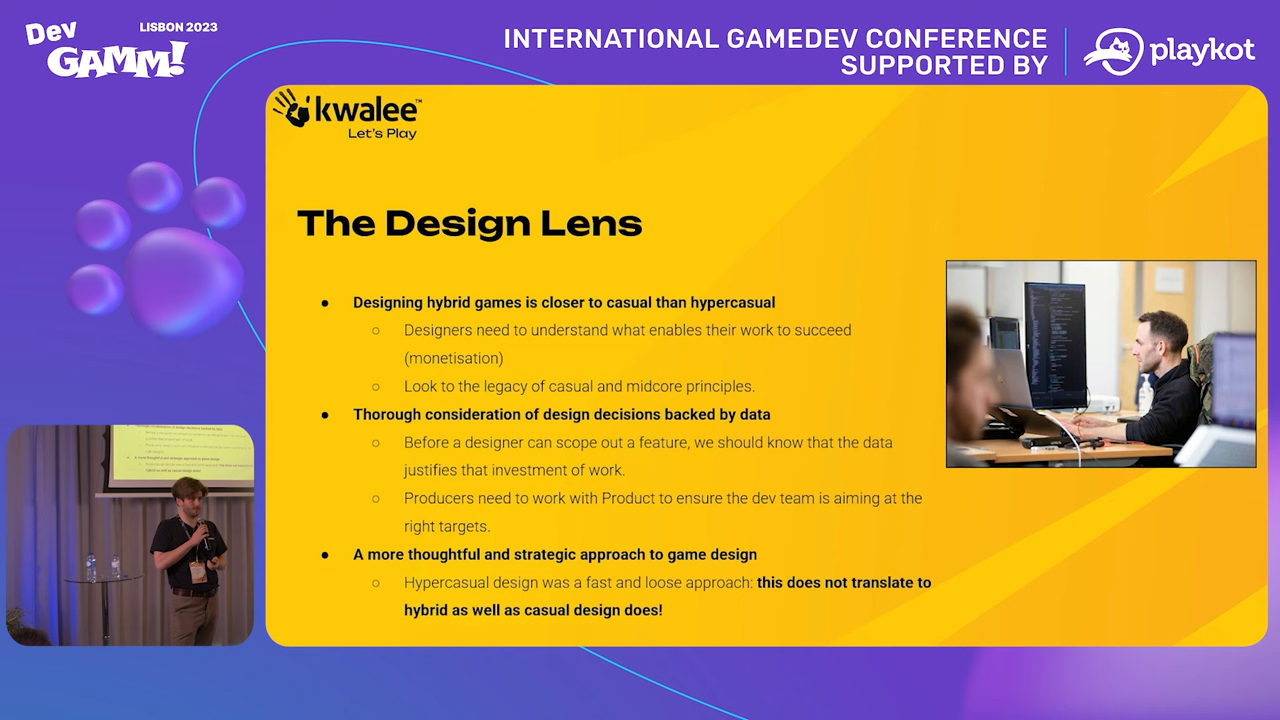 Dev
GAMM!
LISBON 2023
INTERNATIONAL GAMEDEV CONFERENCE
SUPPORTED BY
playkot
kwalee™
Let's Play
The Design Lens
● Designing hybrid games is closer to casual than hypercasual
○ Designers need to understand what enables their work to succeed
(monetisation)
○ Look to the legacy of casual and midcore principles.
● Thorough consideration of design decisions backed by data
○ Before a designer can scope out a feature, we should know that the data
justifies that investment of work.
○ Producers need to work with Product to ensure the dev team is aiming at the
right targets.
● A more thoughtful and strategic approach to game design
○ Hypercasual design was a fast and loose approach: this does not translate to
hybrid as well as casual design does!